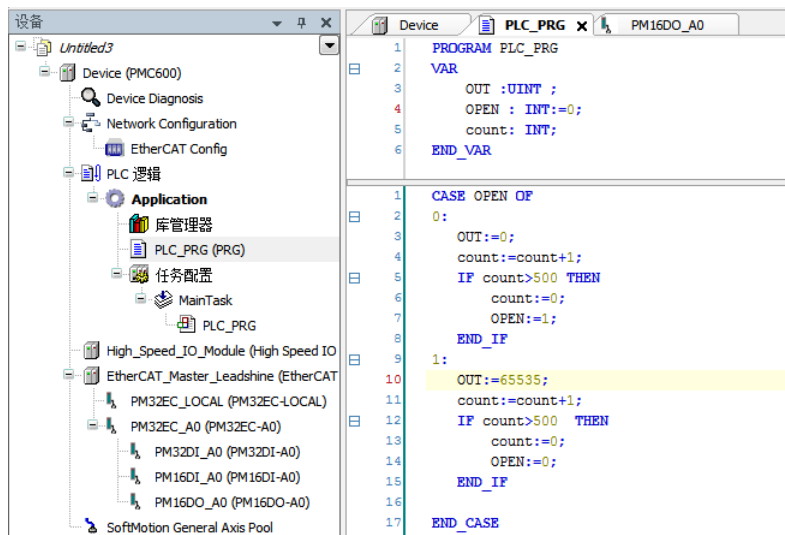 设备
Untitled3
Device (PMC600)
Device Diagnosis
Network Configuration
EtherCAT Config
PLC 逻辑
Application
库管理器
PLC_PRG (PRG)
任务配置
MainTask
PLC_PRG
High_Speed_IO_Module (High Speed IO
EtherCAT_Master_Leadshine (EtherCAT
PM32EC_LOCAL (PM32EC-LOCAL)
PM32EC_A0 (PM32EC-A0)
PM32DI_A0 (PM32DI-A0)
PM16DI_A0 (PM16DI-A0)
PM16DO_A0 (PM16DO-A0)
SoftMotion General Axis Pool
Device PLC_PRG PM16DO_A0
1 PROGRAM PLC_PRG
2 VAR
3 OUT :UINT ;
4 OPEN : INT:=0;
5 count: INT;
6 END_VAR
1 CASE OPEN OF
2 0:
3 OUT:=0;
4 count:=count+1;
5 IF count>500 THEN
6 count:=0;
7 OPEN:=1;
8 END_IF
9 1:
10 OUT:=65535;
11 count:=count+1;
12 IF count>500 THEN
13 count:=0;
14 OPEN:=0;
15 END_IF
16
17 END_CASE